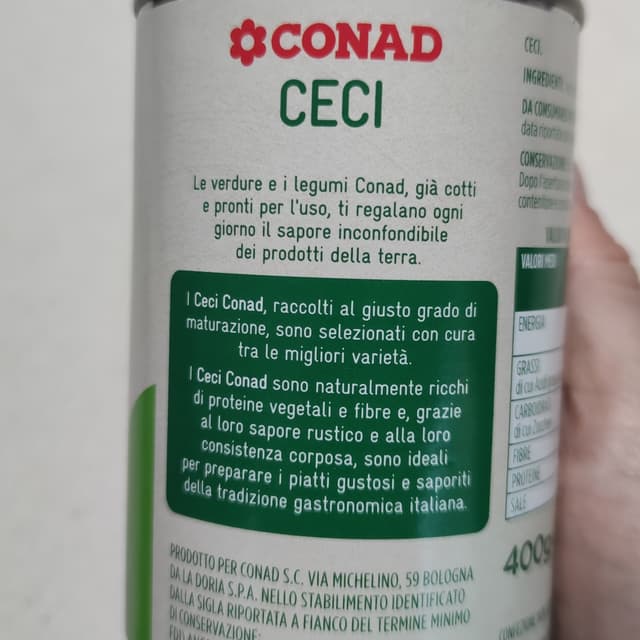 CONAD
CECI
Le verdure e i legumi Conad, già cotti
e pronti per l'uso, ti regalano ogni
giorno il sapore inconfondibile
dei prodotti della terra.
I Ceci Conad, raccolti al giusto grado di
maturazione, sono selezionati con cura
tra le migliori varietà.
I Ceci Conad sono naturalmente ricchi
di proteine vegetali e fibre e, grazie
al loro sapore rustico e alla loro
consistenza corposa, sono ideali
per preparare i piatti gustosi e saporiti
della tradizione gastronomica italiana.
PRODOTTO PER CONAD S.C. VIA MICHELINO, 59 BOLOGNA
DA LA DORIA S.P.A. NELLO STABILIMENTO IDENTIFICATO
DALLA SIGLA RIPORTATA A FIANCO DEL TERMINE MINIMO
DI CONSERVAZIONE:
CECI.
DA
data riportata
Dopo
VALORI MEDI
ENERGIA
GRASSI
di cui
di cui
FIBRE
PROTEINE
SALE
400g